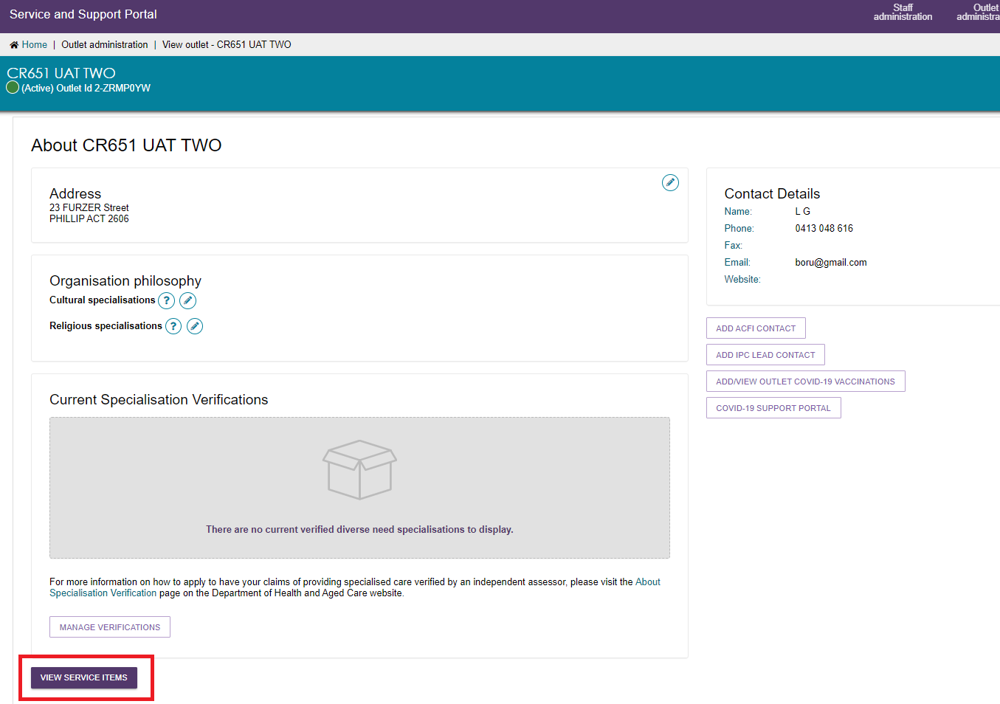 Service and Support Portal
Staff
administration
Outlet
administra
Home | Outlet administration | View outlet - CR651 UAT TWO
CR651 UAT TWO
(Active) Outlet Id 2-ZRMP0YW
About CR651 UAT TWO
Address
23 FURZER Street
PHILLIP ACT 2606
Organisation philosophy
Cultural specialisations ?
Religious specialisations ?
Current Specialisation Verifications
There are no current verified diverse need specialisations to display.
For more information on how to apply to have your claims of providing specialised care verified by an independent assessor, please visit the About
Specialisation Verification page on the Department of Health and Aged Care website.
MANAGE VERIFICATIONS
VIEW SERVICE ITEMS
Contact Details
Name: L G
Phone: 0413 048 616
Fax:
Email: boru@gmail.com
Website:
ADD ACFI CONTACT
ADD IPC LEAD CONTACT
ADD/VIEW OUTLET COVID-19 VACCINATIONS
COVID-19 SUPPORT PORTAL